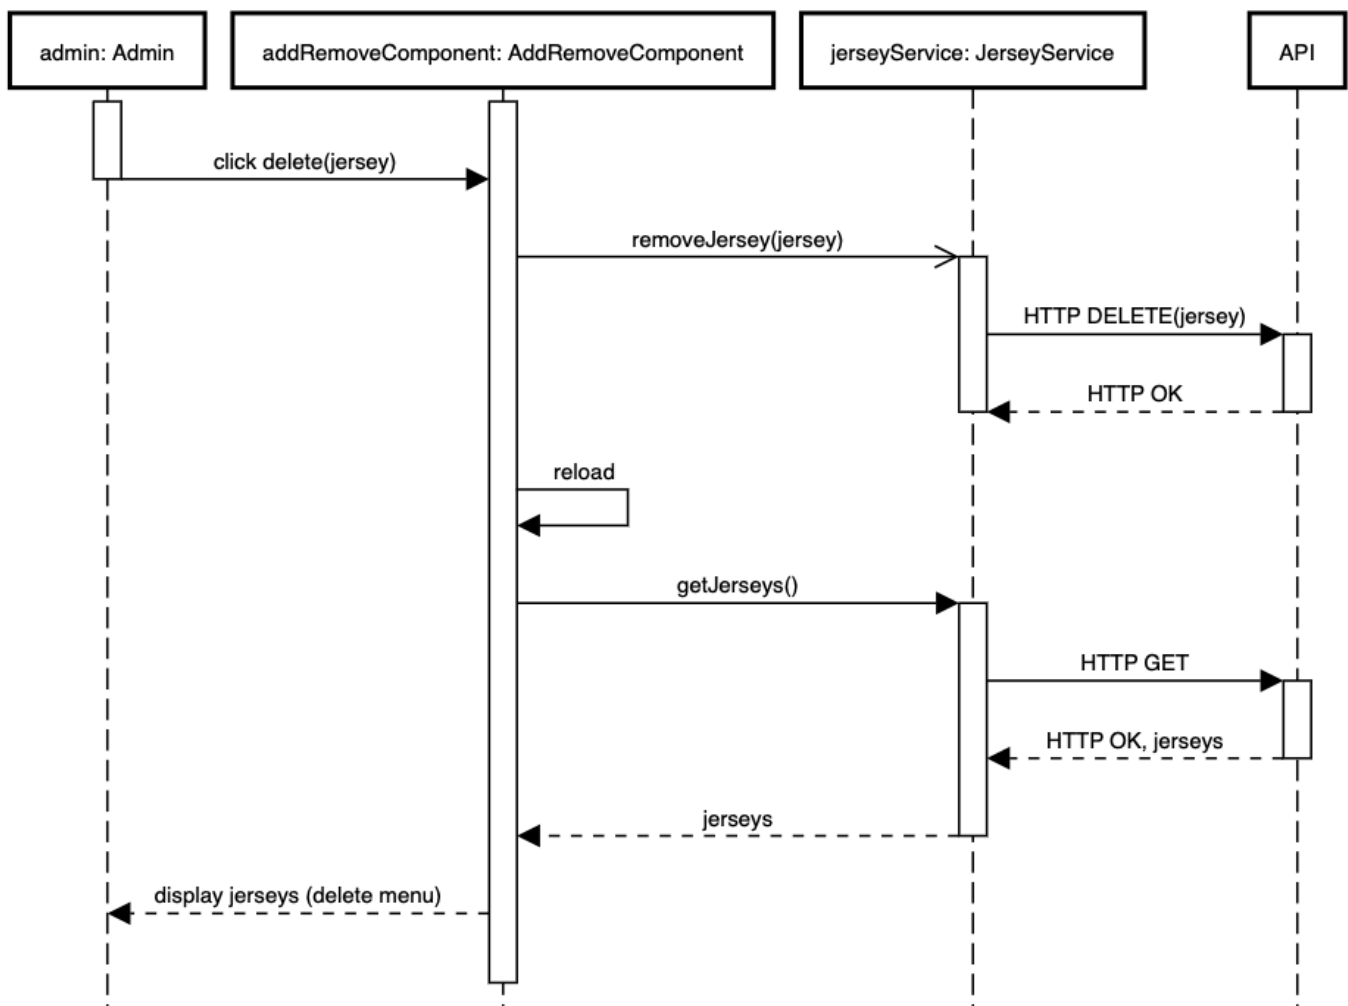 admin: Admin
addRemoveComponent: AddRemoveComponent
jerseyService: JerseyService
API
click delete(jersey)
removeJersey(jersey)
HTTP DELETE(jersey)
HTTP OK
reload
getJerseys()
HTTP GET
HTTP OK, jerseys
jerseys
display jerseys (delete menu)